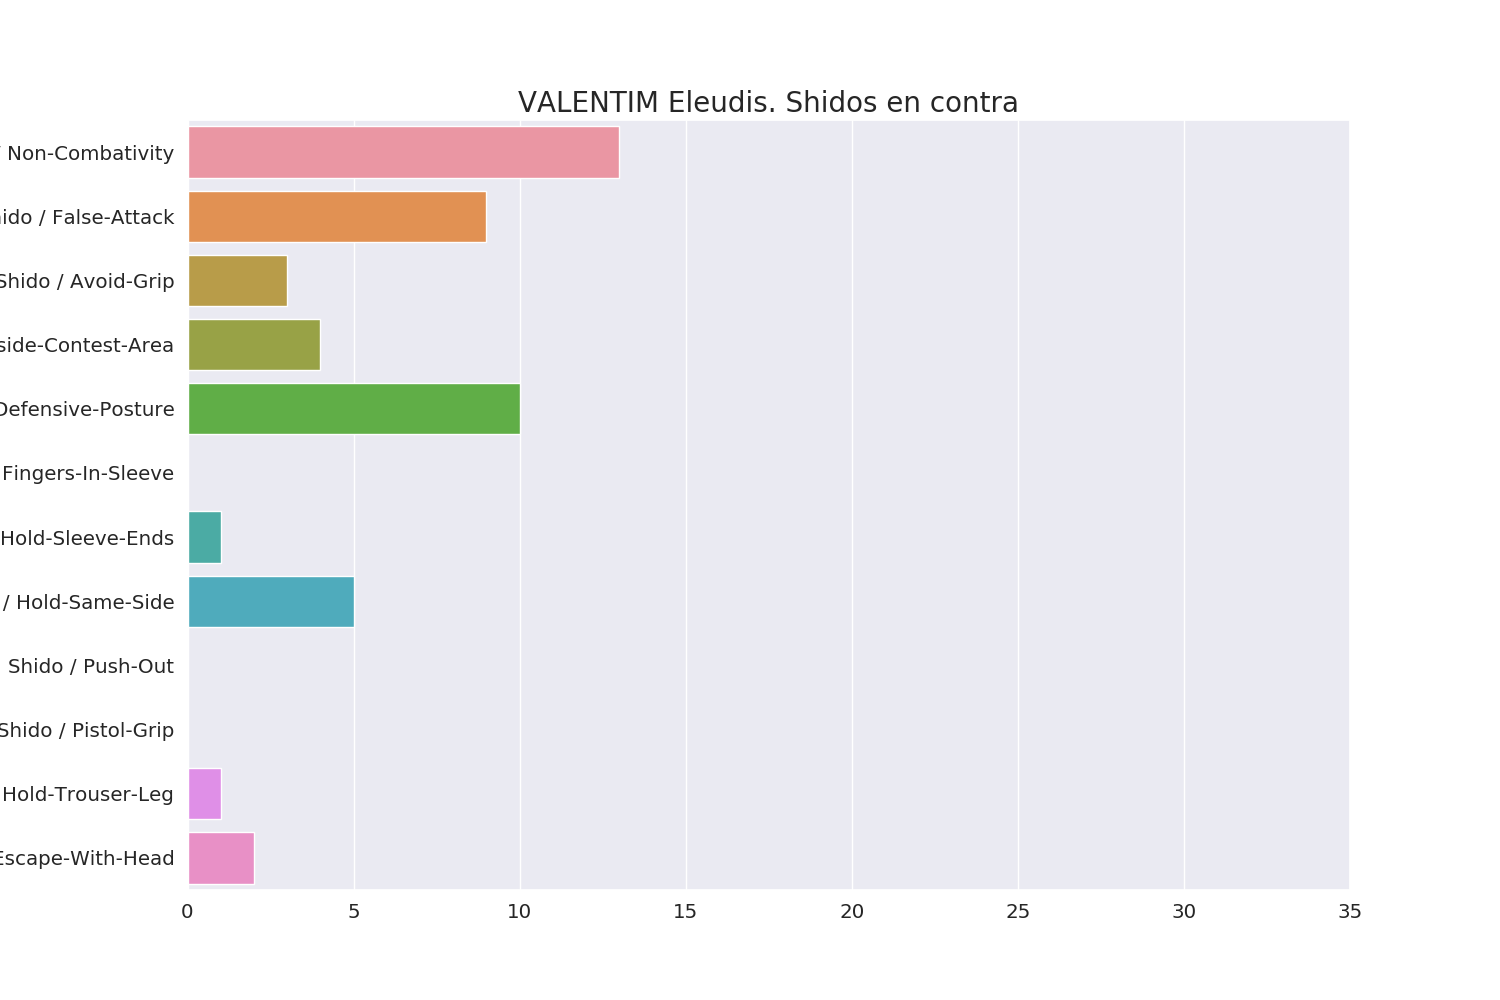 VALENTIM Eleudis. Shidos en contra
/ Non-Combativity
ido / False-Attack
Shido / Avoid-Grip
side-Contest-Area
Defensive-Posture
Fingers-In-Sleeve
Hold-Sleeve-Ends
/ Hold-Same-Side
Shido / Push-Out
Shido / Pistol-Grip
Hold-Trouser-Leg
Escape-With-Head
0 5 10 15 20 25 30 35